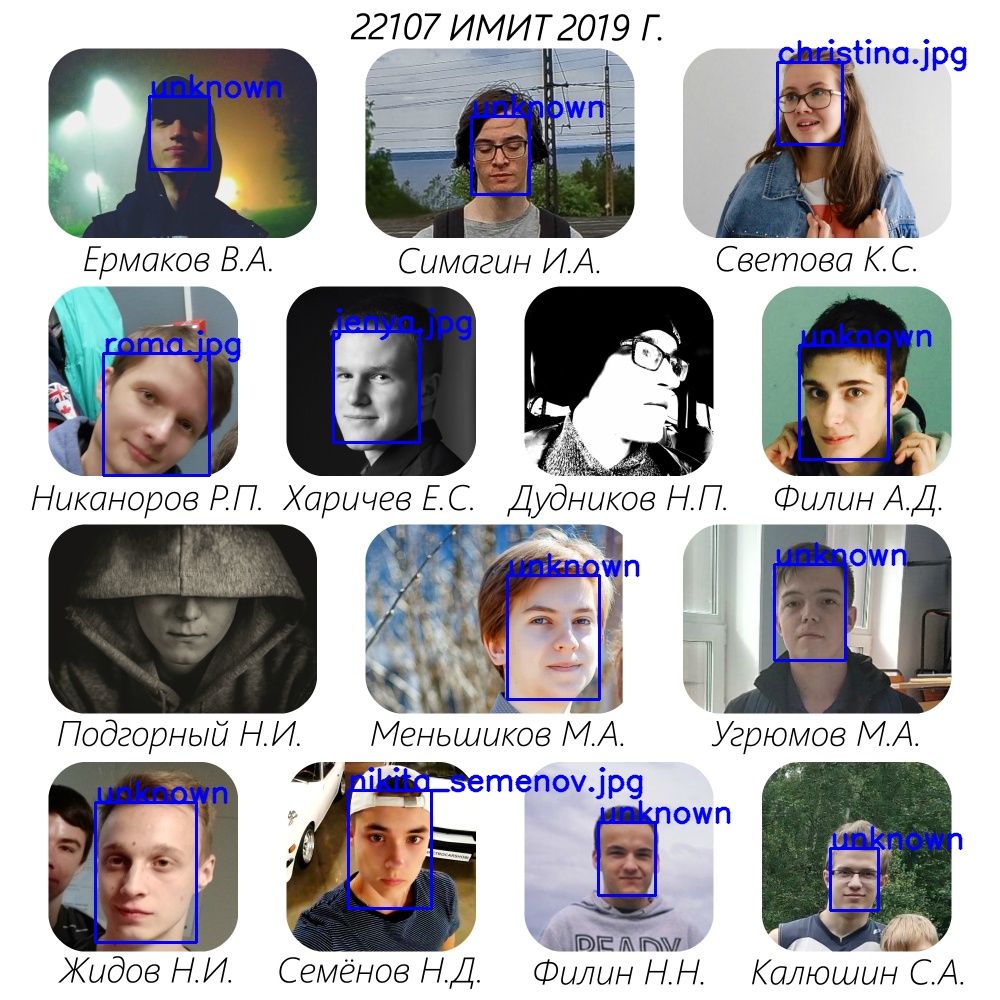 22107 ИМИТ 2019 Г.
unknown
unknown
christina.jpg
Ермаков В.А.
Симагин И.А.
Светова К.С.
roma.jpg
jenya.jpg
unknown
Никаноров Р.П.
Харичев Е.С.
Дудников Н.П.
Филин А.Д.
unknown
unknown
Подгорный Н.И.
Меньшиков М.А.
Угрюмов М.А.
unknown
nikita_semenov.jpg
unknown
unknown
READY
Жидов Н.И.
Семёнов Н.Д.
Филин Н.Н.
Калюшин С.А.